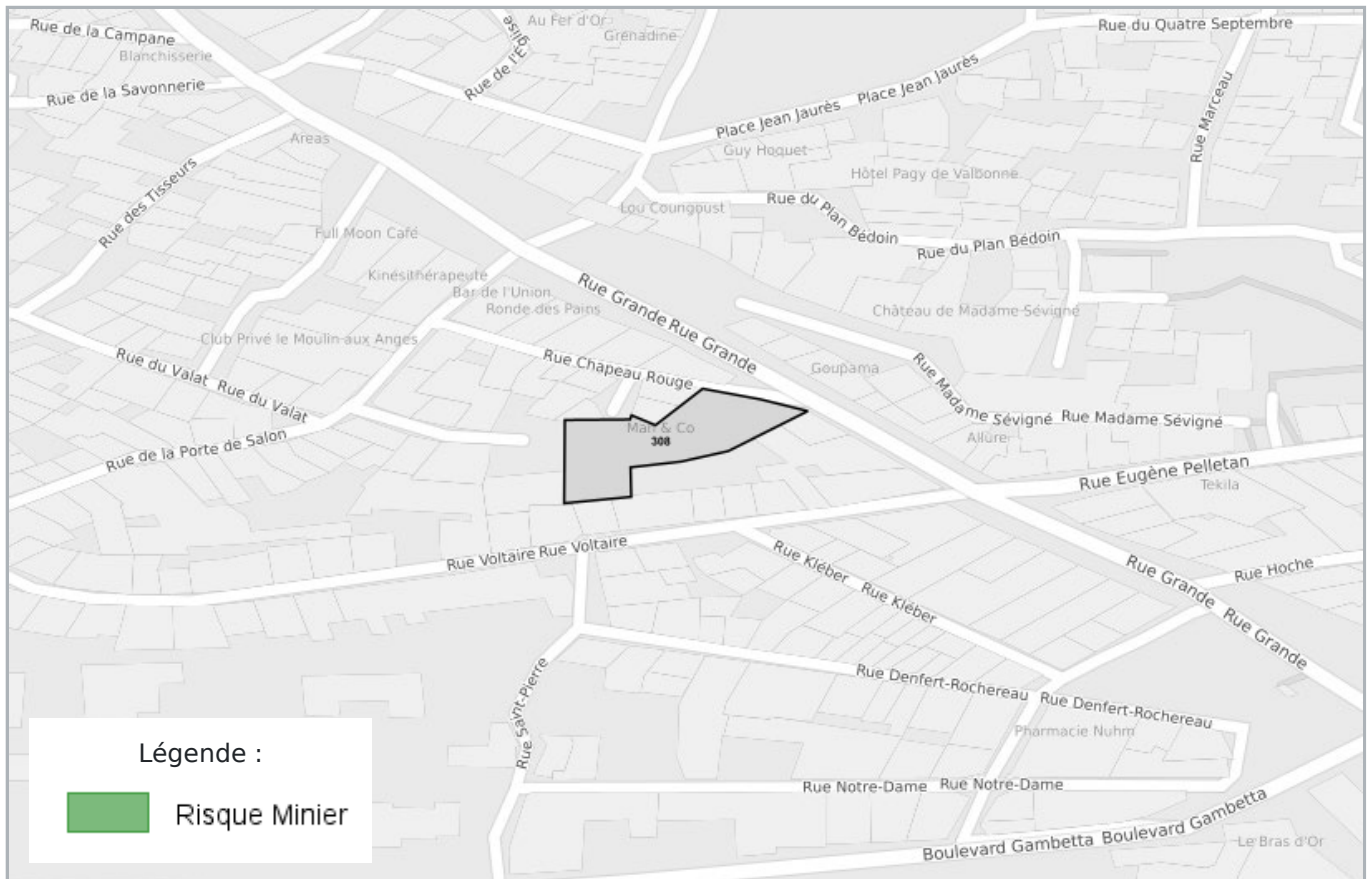 Rue de la Campane
Blanchisserie
Rue de la Savonnerie
Rue de l'Église
Au Fer d'Or
Grenadine
Rue du Quatre Septembre
Place Jean Jaurès
Place Jean Jaurès
Guy Hoquet
Rue Marceau
Areas
Rue des Tisseurs
Hôtel Pagy de Valbonne
Lou Coungoust
Rue du Plan Bédoin
Rue du Plan Bédoin
Full Moon Café
Kinésithérapeute
Bar de l'Union
Ronde des Pains
Rue Grande
Rue Grande
Château de Madame Sévigné
Club Privé le Moulin aux Anges
Rue du Valat
Rue du Valat
Rue Chapeau Rouge
Goupama
Rue Madame Sévigné
Rue Madame Sévigné
Allure
Man & Co
308
Rue de la Porte de Salon
Rue Eugène Pelletan
Tekila
Rue Voltaire
Rue Voltaire
Rue Kléber
Rue Kléber
Rue Grande
Rue Grande
Rue Hoche
Rue Saint-Pierre
Rue Denfert-Rochereau
Rue Denfert-Rochereau
Pharmacie Nuhm
Rue Notre-Dame
Rue Notre-Dame
Boulevard Gambetta
Boulevard Gambetta
Le Bras d'Or
Légende :
Risque Minier